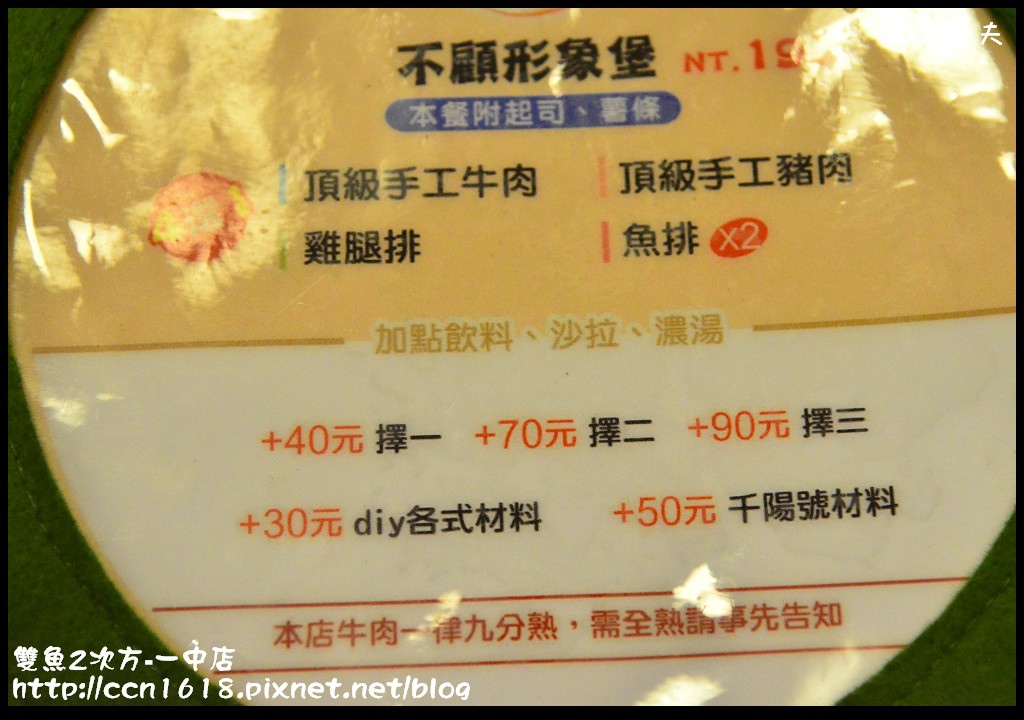 夫
不顧形象堡 NT.19
本餐附起司、薯條
頂級手工牛肉 頂級手工豬肉
雞腿排 魚排 x2
加點飲料、沙拉、濃湯
+40元 擇一 +70元 擇二 +90元 擇三
+30元 diy各式材料 +50元 千陽號材料
本店牛肉一律九分熟，需全熟請事先告知
雙魚2次方-一中店
http://ccn1618.pixnet.net/blog